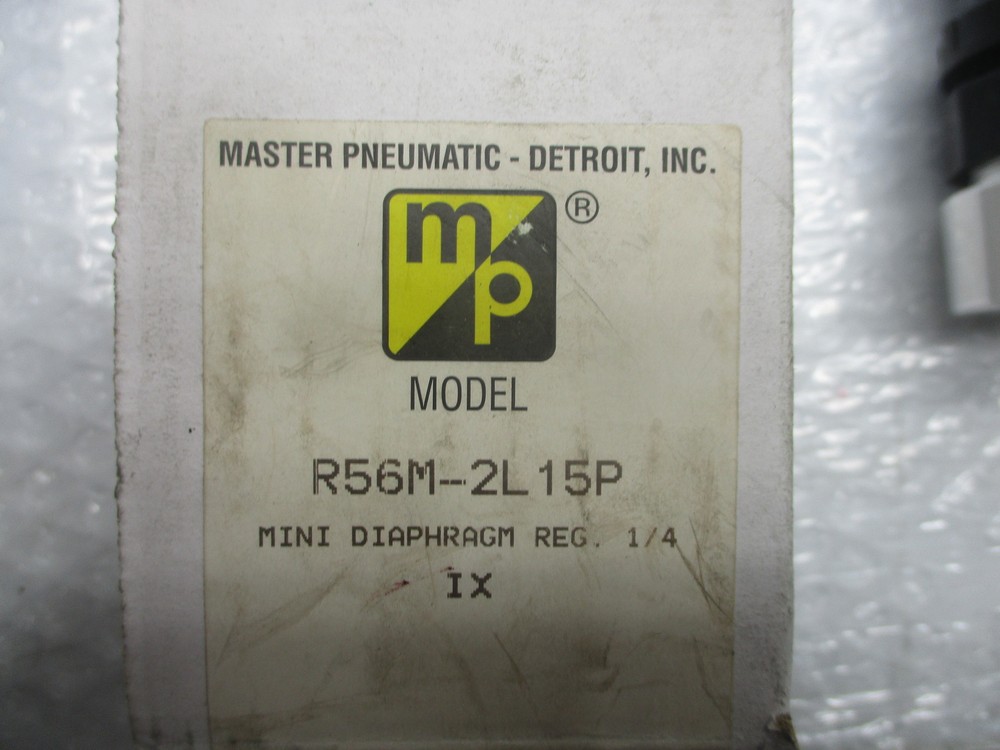 MASTER PNEUMATIC - DETROIT, INC.
mp ®
MODEL
R56M-2L15P
MINI DIAPHRAGM REG. 1/4
IX